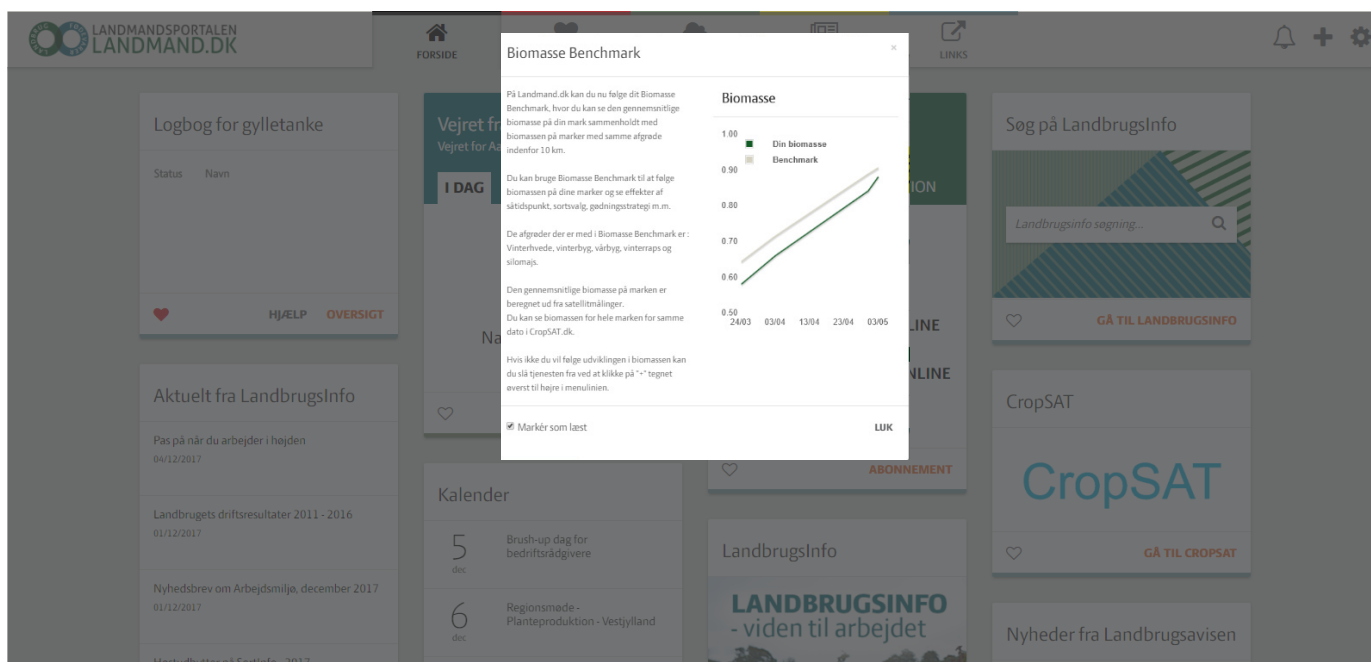 LANDMANDSPORTALEN
LANDMAND.DK
FORSIDE
LINKS
Logbog for gylletanke
Status Navn
HJÆLP OVERSIGT
Aktuelt fra LandbrugsInfo
Pas på når du arbejder i højden
04/12/2017
Landbrugets driftsresultater 2011 - 2016
01/12/2017
Nyhedsbrev om Arbejdsmiljø, december 2017
01/12/2017
Vejret fr
Vejret for Aa
I DAG
Na
Kalender
5
dec
Brush-up dag for
bedriftsrådgivere
6
dec
Regionsmøde -
Planteproduktion - Vestjylland
Biomasse Benchmark
×
På Landmand.dk kan du nu følge dit Biomasse
Benchmark, hvor du kan se den gennemsnitlige
biomasse på din mark sammenholdt med
biomassen på marker med samme afgrøde
indenfor 10 km.
Du kan bruge Biomasse Benchmark til at følge
biomassen på dine marker og se effekter af
såtidspunkt, sortsvalg, gødningsstrategi m.m.
De afgrøder der er med i Biomasse Benchmark er :
Vinterhvede, vinterbyg, vårbyg, vinterraps og
silomajs.
Den gennemsnitlige biomasse på marken er
beregnet ud fra satellitmålinger.
Du kan se biomassen for hele marken for samme
dato i CropSAT.dk.
Hvis ikke du vil følge udviklingen i biomassen kan
du slå tjenesten fra ved at klikke på "+" tegnet
øverst til højre i menulinien.
Biomasse
1.00
0.90
0.80
0.70
0.60
0.50
Din biomasse
Benchmark
24/03 03/04 13/04 23/04 03/05
Markér som læst
LUK
ION
LINE
NLINE
ABONNEMENT
LandbrugsInfo
LANDBRUGSINFO
- viden til arbejdet
Søg på LandbrugsInfo
Landbrugsinfo søgning...
GÅ TIL LANDBRUGSINFO
CropSAT
CropSAT
GÅ TIL CROPSAT
Nyheder fra Landbrugsavisen